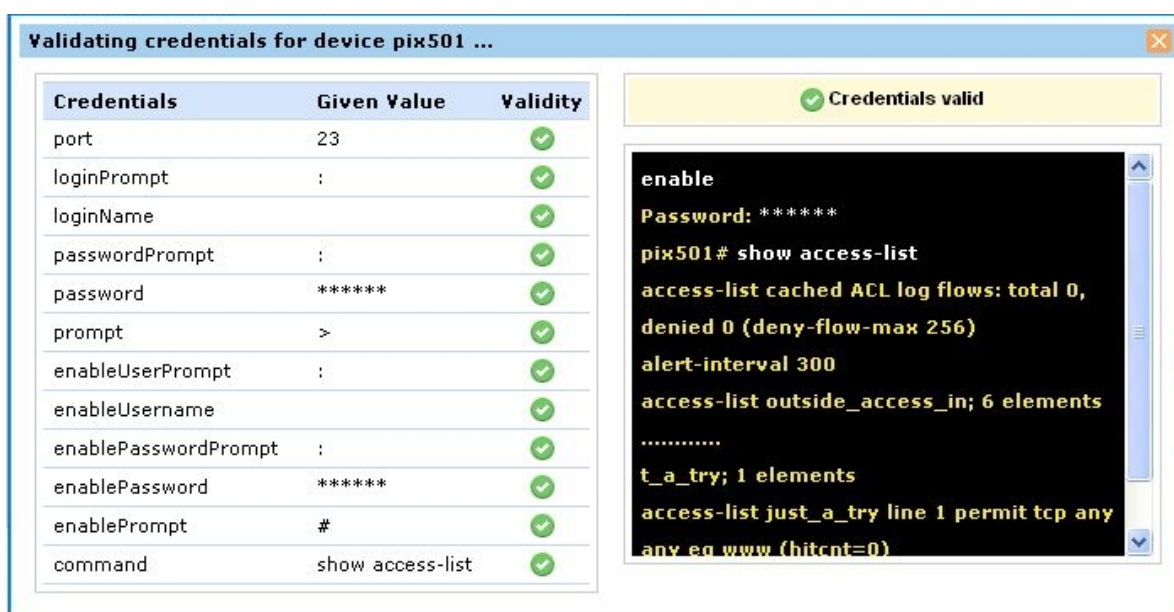 Validating credentials for device pix501 ...
Credentials Given Value Validity
port 23
loginPrompt :
loginName
passwordPrompt :
password ******
prompt >
enableUserPrompt :
enableUsername
enablePasswordPrompt :
enablePassword ******
enablePrompt #
command show access-list
Credentials valid
enable
Password: ******
pix501# show access-list
access-list cached ACL log flows: total 0,
denied 0 (deny-flow-max 256)
alert-interval 300
access-list outside_access_in; 6 elements
............
t_a_try; 1 elements
access-list just_a_try line 1 permit tcp any
any eq www (hitcnt=0)